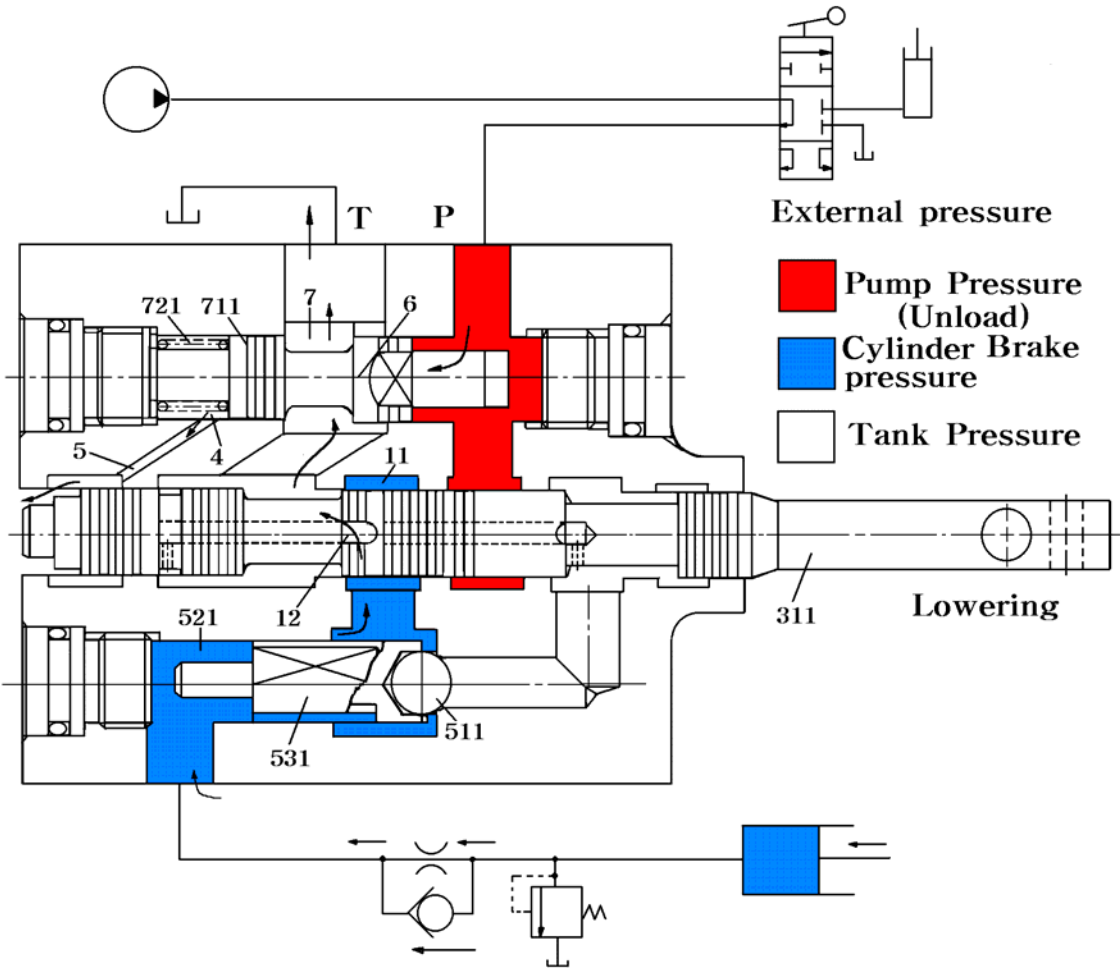 T P
External pressure
Pump Pressure
(Unload)
Cylinder Brake
pressure
Tank Pressure
721 711 7 6
5 4 11
12 311
Lowering
521
531 511